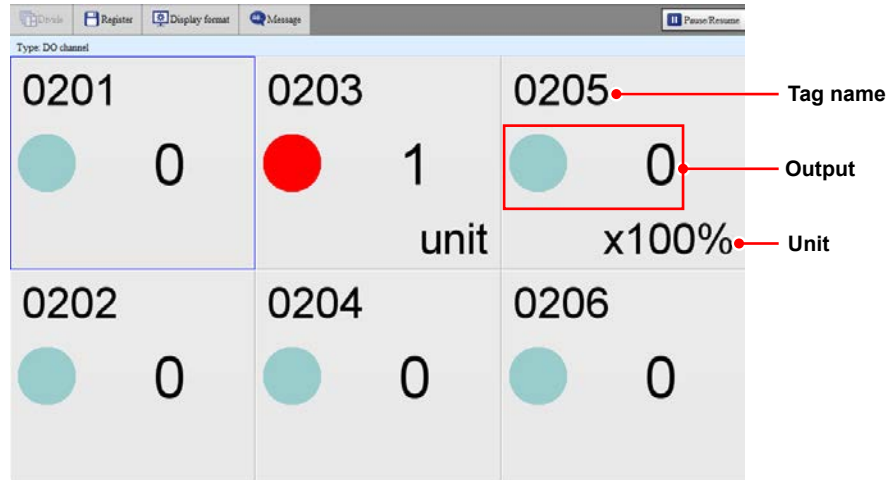 Divide Register Display format Message Pause/Resume
Type: DO channel
0201 0203 0205 Tag name
0 1 0 Output
unit x100% Unit
0202 0204 0206
0 0 0